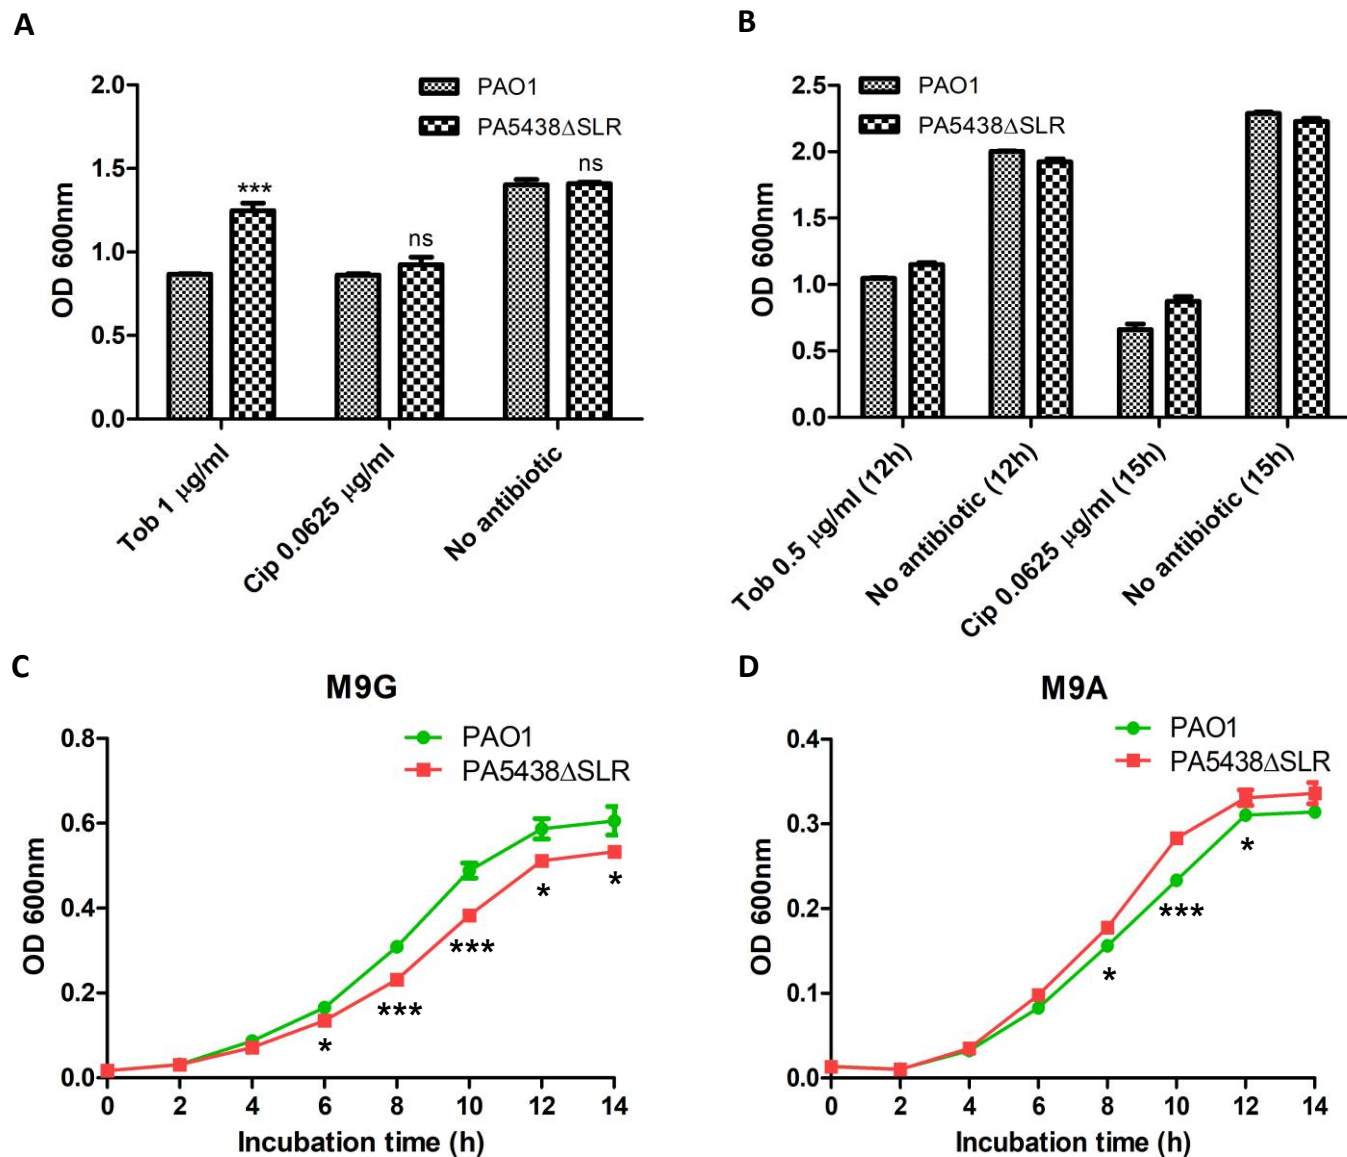 A
PAO1
PA5438ΔSLR
2.0
1.5
1.0
0.5
0.0
OD 600nm
***
ns
ns
Tob 1 μg/ml
Cip 0.0625 μg/ml
No antibiotic
B
PAO1
PA5438ΔSLR
2.5
2.0
1.5
1.0
0.5
0.0
OD 600nm
Tob 0.5 μg/ml (12h)
No antibiotic (12h)
Cip 0.0625 μg/ml (15h)
No antibiotic (15h)
C
M9G
PAO1
PA5438ΔSLR
0.8
0.6
0.4
0.2
0.0
OD 600nm
*
***
***
*
*
0 2 4 6 8 10 12 14
Incubation time (h)
D
M9A
PAO1
PA5438ΔSLR
0.4
0.3
0.2
0.1
0.0
OD 600nm
*
***
*
0 2 4 6 8 10 12 14
Incubation time (h)